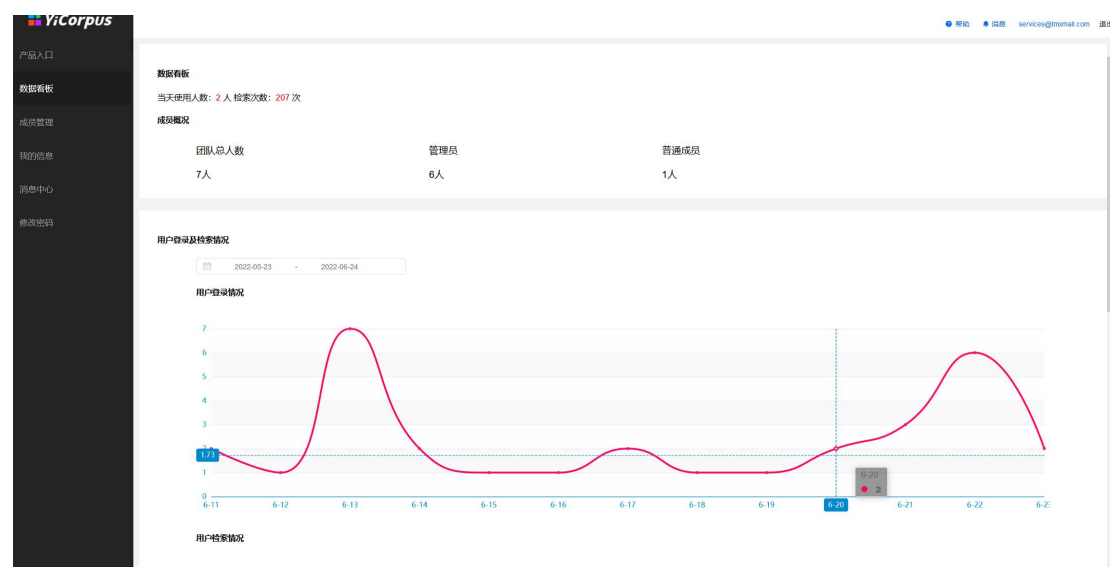 YiCorpus
帮助 消息 services@tmxmall.com 退出
产品入口
数据看板
成员管理
我的信息
消息中心
修改密码
数据看板
当天使用人数：2 人 检索次数：207 次
成员概况
团队总人数 管理员 普通成员
7人 6人 1人
用户登录及检索情况
2022-05-23 - 2022-06-24
用户登录情况
7
6
5
4
3
2
1.73
1
0
6-20
2
6-11 6-12 6-13 6-14 6-15 6-16 6-17 6-18 6-19 6-20 6-21 6-22
用户检索情况